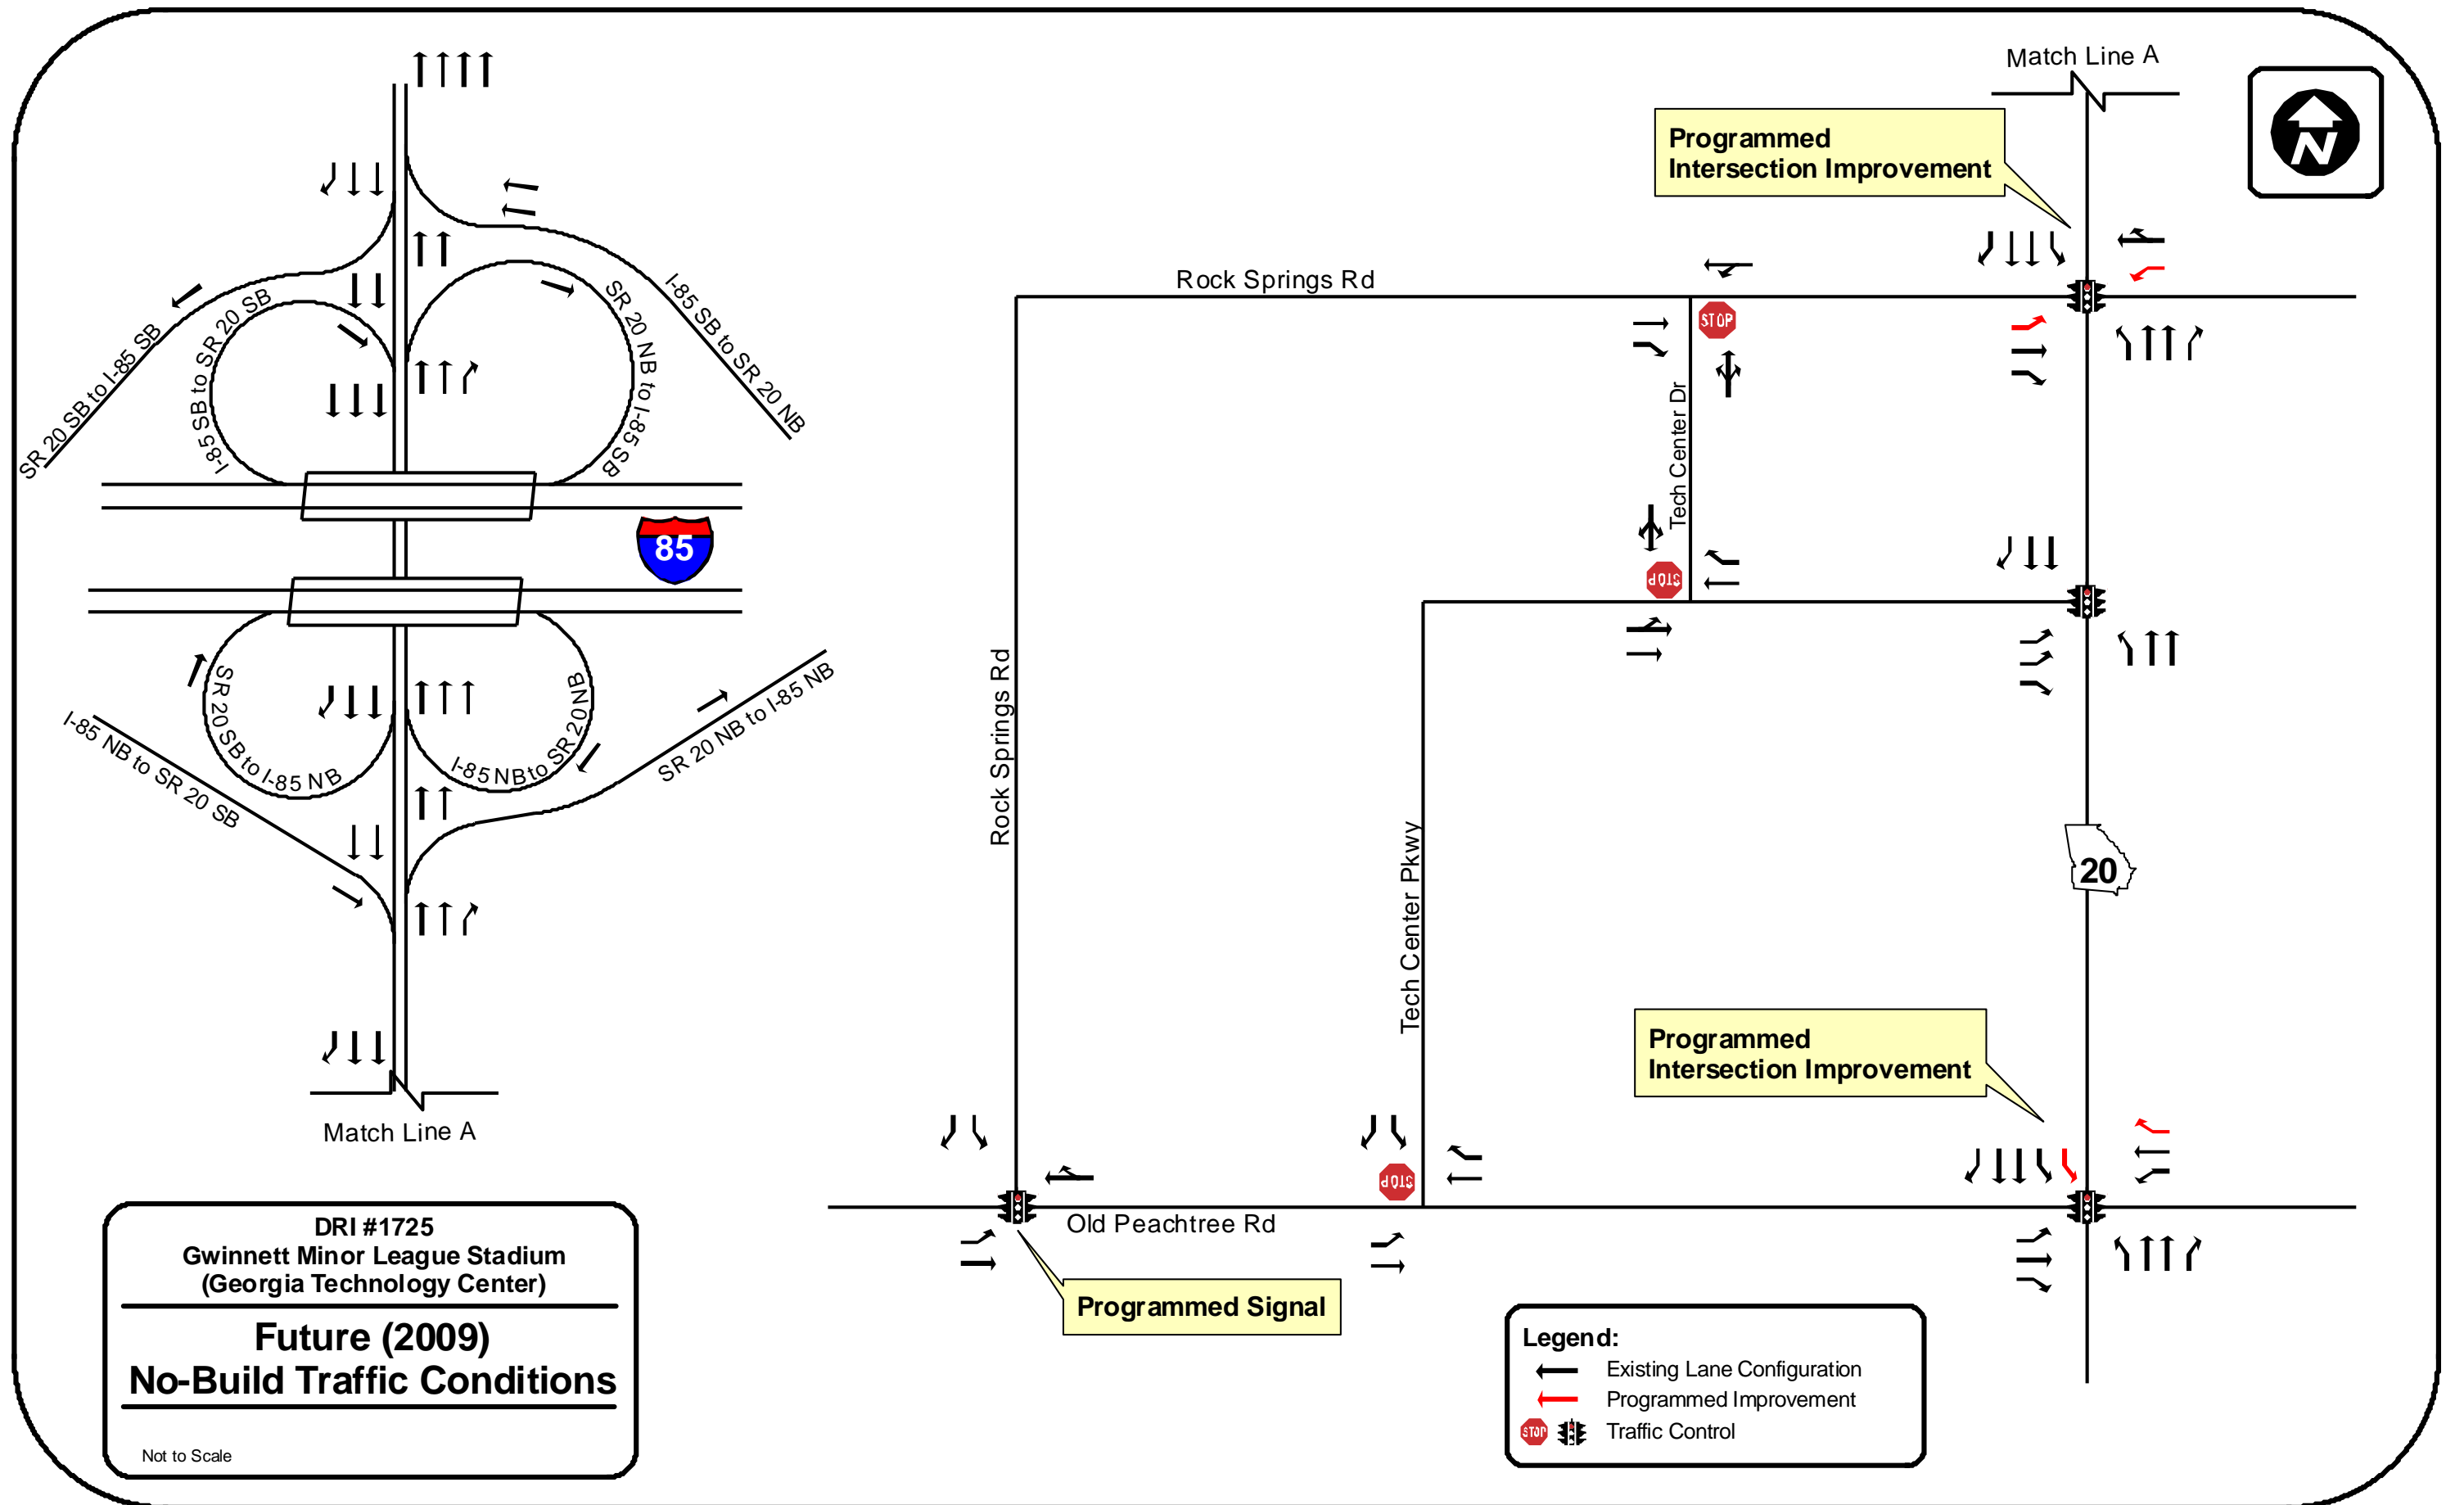 Match Line A
Programmed
Intersection Improvement
N
Rock Springs Rd
STOP
SR 20 SB to I-85 SB
I-85 SB to SR 20 SB
SR 20 NB to I-85 SB
I-85 SB to SR 20 NB
Tech Center Dr
STOP
85
Rock Springs Rd
I-85 NB to SR 20 SB
SR 20 SB to I-85 NB
I-85 NB to SR 20 NB
SR 20 NB to I-85 NB
Tech Center Pkwy
20
Programmed
Intersection Improvement
Match Line A
STOP
Old Peachtree Rd
Programmed Signal
DRI #1725
Gwinnett Minor League Stadium
(Georgia Technology Center)
Future (2009)
No-Build Traffic Conditions
Not to Scale
Legend:
Existing Lane Configuration
Programmed Improvement
STOP Traffic Control